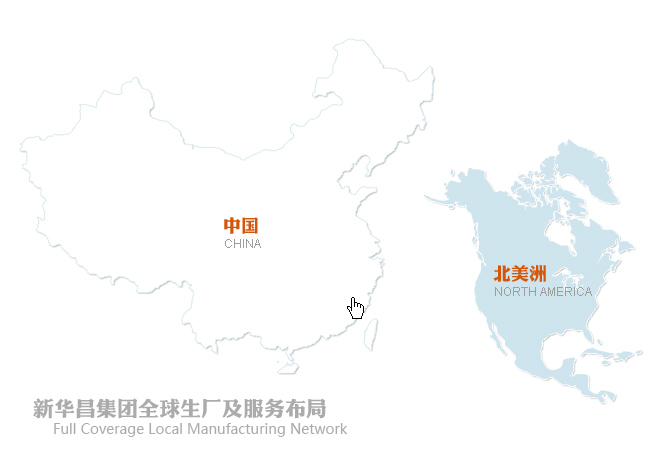 中国
CHINA
北美洲
NORTH AMERICA
新华昌集团全球生厂及服务布局
Full Coverage Local Manufacturing Network